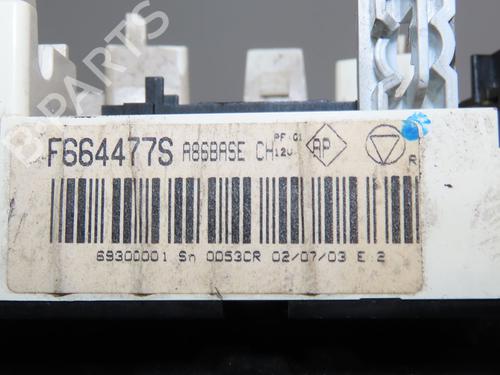 B-PARTS
F664477S A86BASE CH PF.01 12V AP
R
69300001 Sn 0053CR 02/07/03 E 2